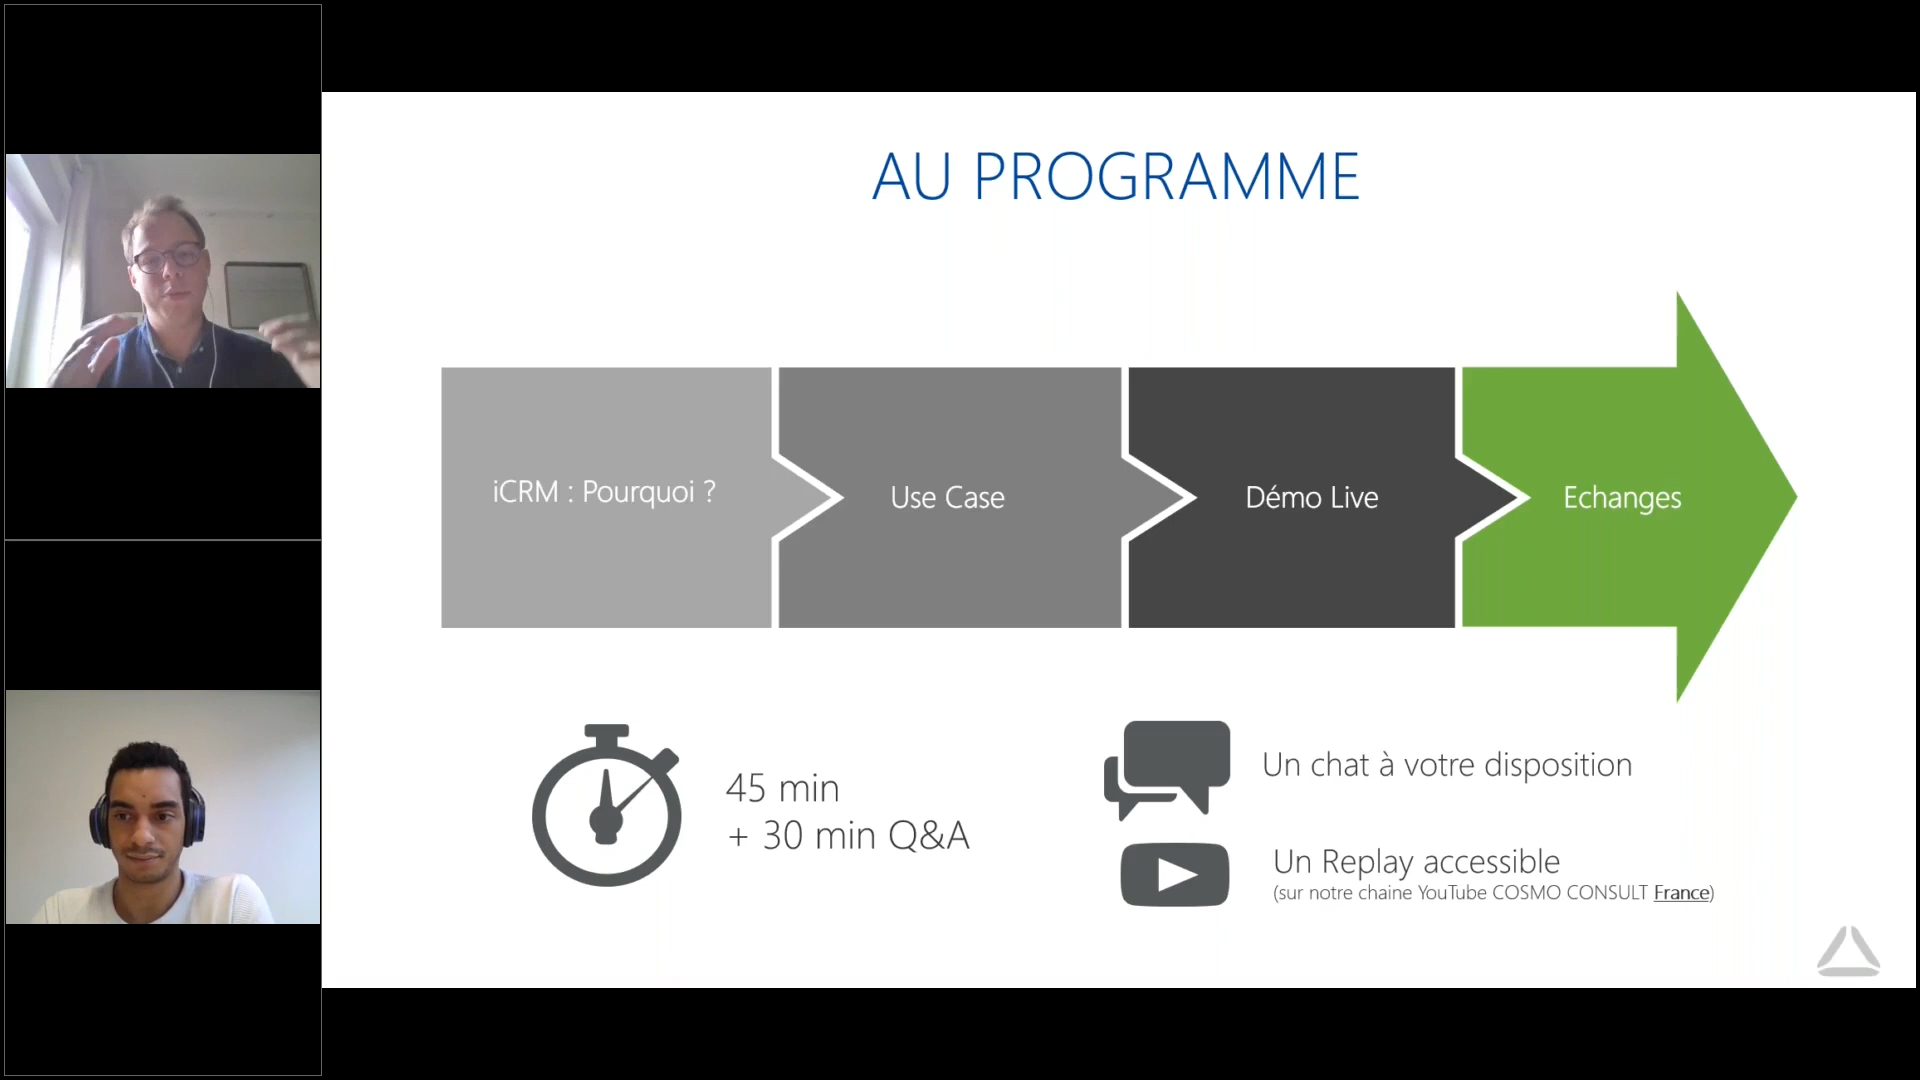 AU PROGRAMME
iCRM : Pourquoi ?
Use Case
Démo Live
Echanges
45 min
+ 30 min Q&A
Un chat à votre disposition
Un Replay accessible
(sur notre chaine YouTube COSMO CONSULT France)